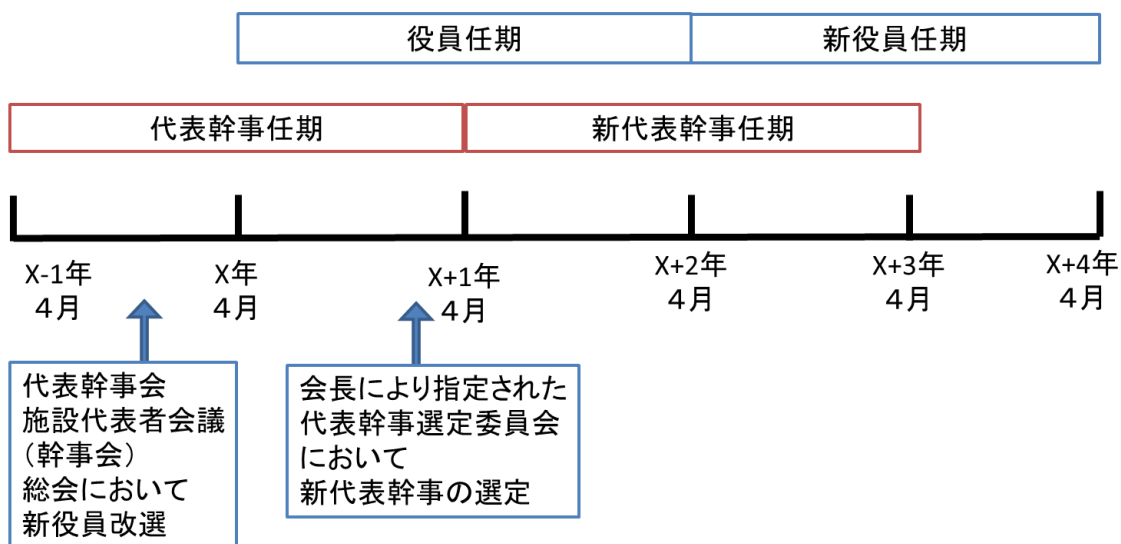 役員任期
新役員任期
代表幹事任期
新代表幹事任期
X-1年
４月
X年
４月
X+1年
４月
X+2年
４月
X+3年
４月
X+4年
４月
代表幹事会
施設代表者会議
（幹事会）
総会において
新役員改選
会長により指定された
代表幹事選定委員会
において
新代表幹事の選定